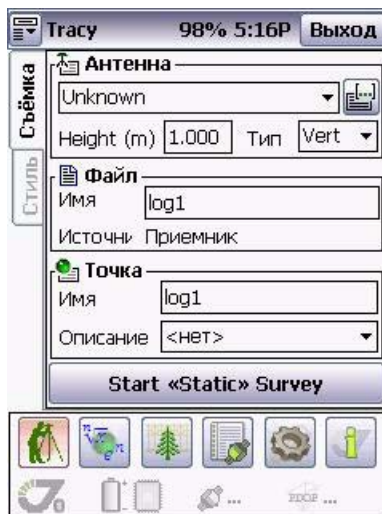 Tracy 98% 5:16P Выход
Съёмка
Стиль
Антенна
Unknown
Height (m) 1.000 Тип Vert
Файл
Имя log1
Источни Приемник
Точка
Имя log1
Описание <нет>
Start «Static» Survey
... PDOP ...